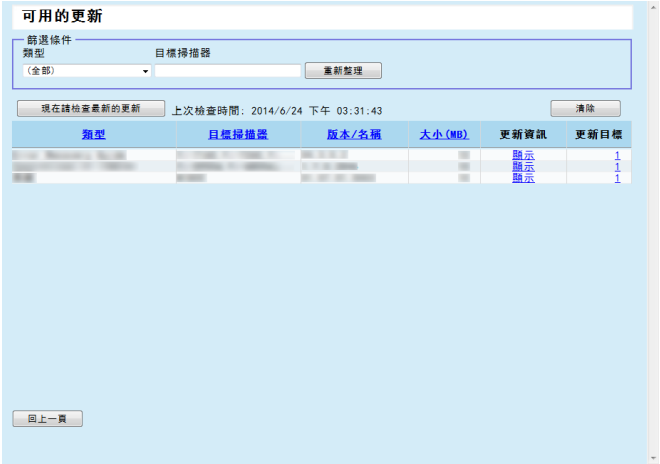 可用的更新
篩選條件
類型 目標掃描器
(全部) 重新整理
現在請檢查最新的更新 上次檢查時間: 2014/6/24 下午 03:31:43 清除
類型 目標掃描器 版本/名稱 大小(MB) 更新資訊 更新目標
顯示 1
顯示 1
顯示 1
回上一頁